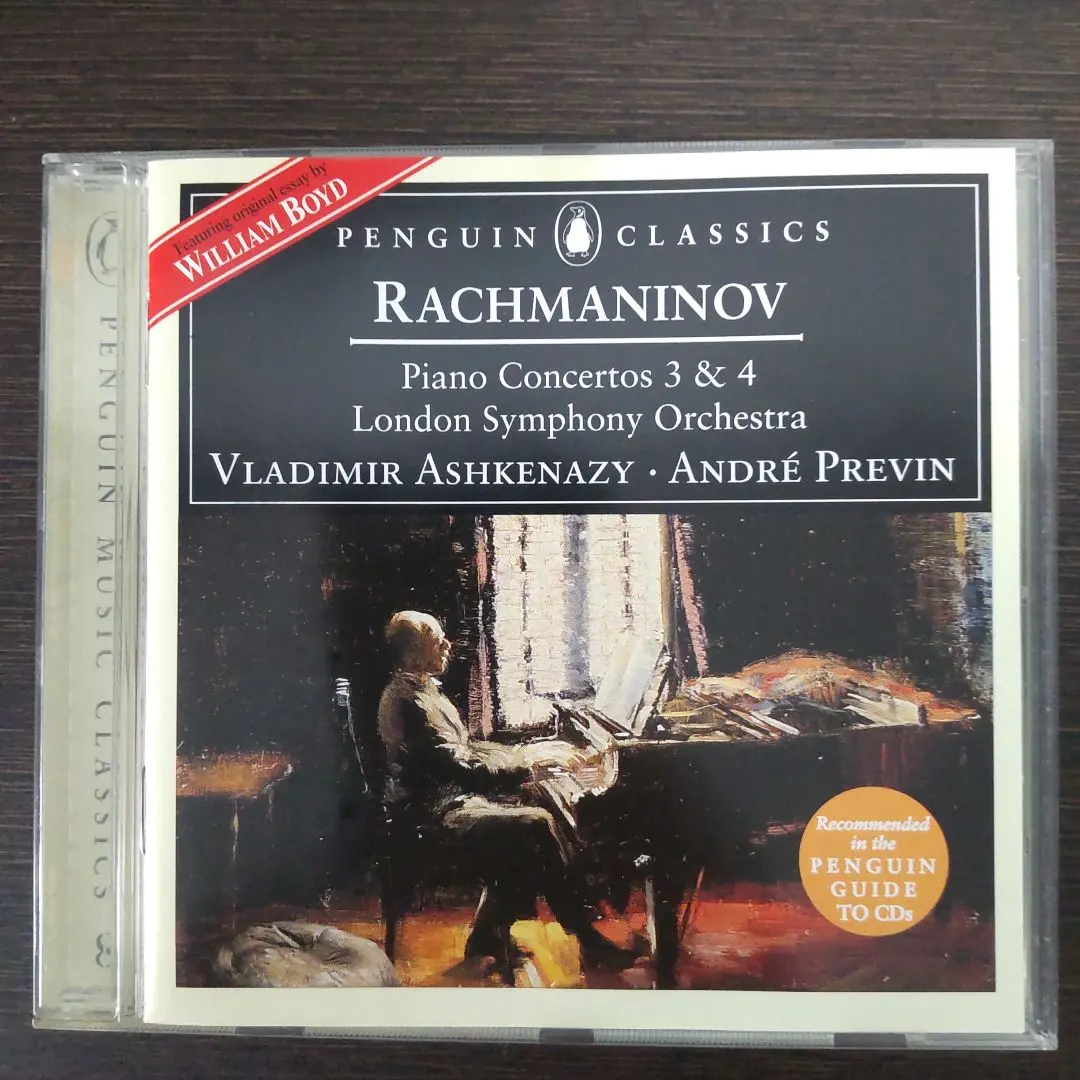 Featuring original essay by
WILLIAM BOYD
PENGUIN CLASSICS
RACHMANINOV
Piano Concertos 3 & 4
London Symphony Orchestra
VLADIMIR ASHKENAZY · ANDRÉ PREVIN
Recommended
in the
PENGUIN
GUIDE
TO CDs
PENGUIN MUSIC CLASSICS